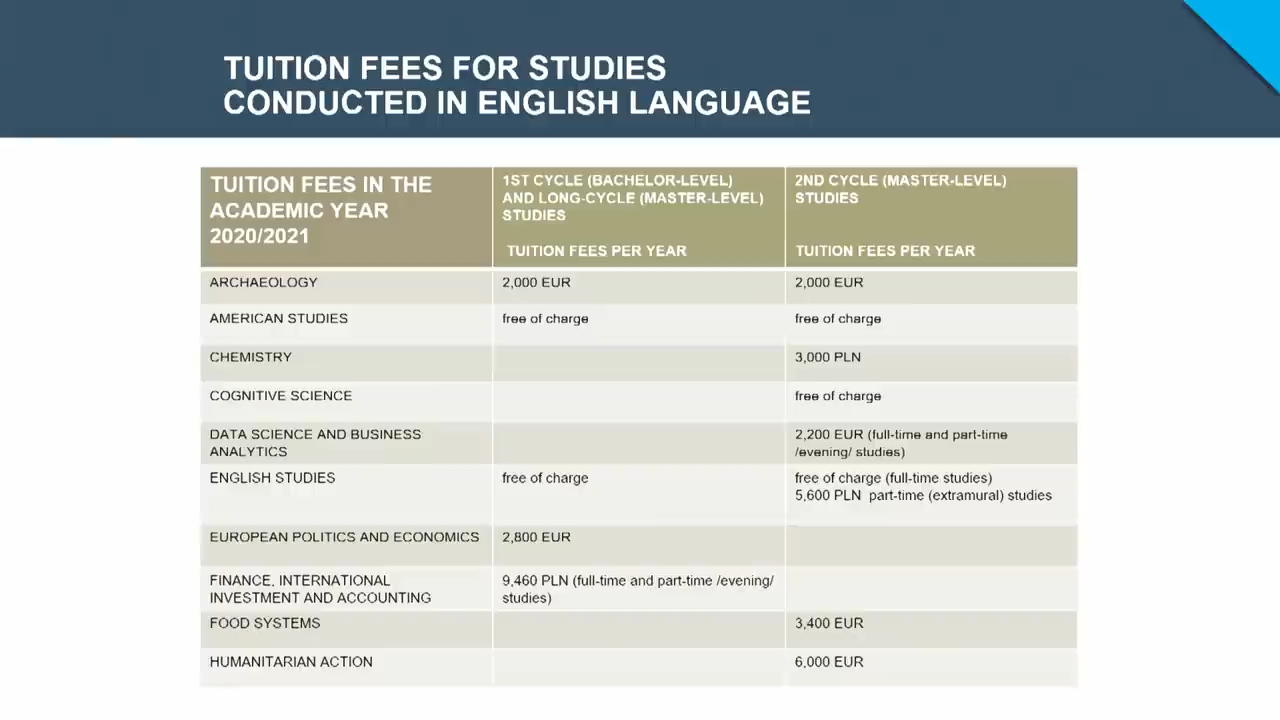 TUITION FEES FOR STUDIES
CONDUCTED IN ENGLISH LANGUAGE
TUITION FEES IN THE
ACADEMIC YEAR
2020/2021
1ST CYCLE (BACHELOR-LEVEL)
AND LONG-CYCLE (MASTER-LEVEL)
STUDIES
TUITION FEES PER YEAR
2ND CYCLE (MASTER-LEVEL)
STUDIES
TUITION FEES PER YEAR
ARCHAEOLOGY
2,000 EUR
2,000 EUR
AMERICAN STUDIES
free of charge
free of charge
CHEMISTRY
3,000 PLN
COGNITIVE SCIENCE
free of charge
DATA SCIENCE AND BUSINESS
ANALYTICS
2,200 EUR (full-time and part-time
/evening/ studies)
ENGLISH STUDIES
free of charge
free of charge (full-time studies)
5,600 PLN part-time (extramural) studies
EUROPEAN POLITICS AND ECONOMICS
2,800 EUR
FINANCE, INTERNATIONAL
INVESTMENT AND ACCOUNTING
9,460 PLN (full-time and part-time /evening/
studies)
FOOD SYSTEMS
3,400 EUR
HUMANITARIAN ACTION
6,000 EUR